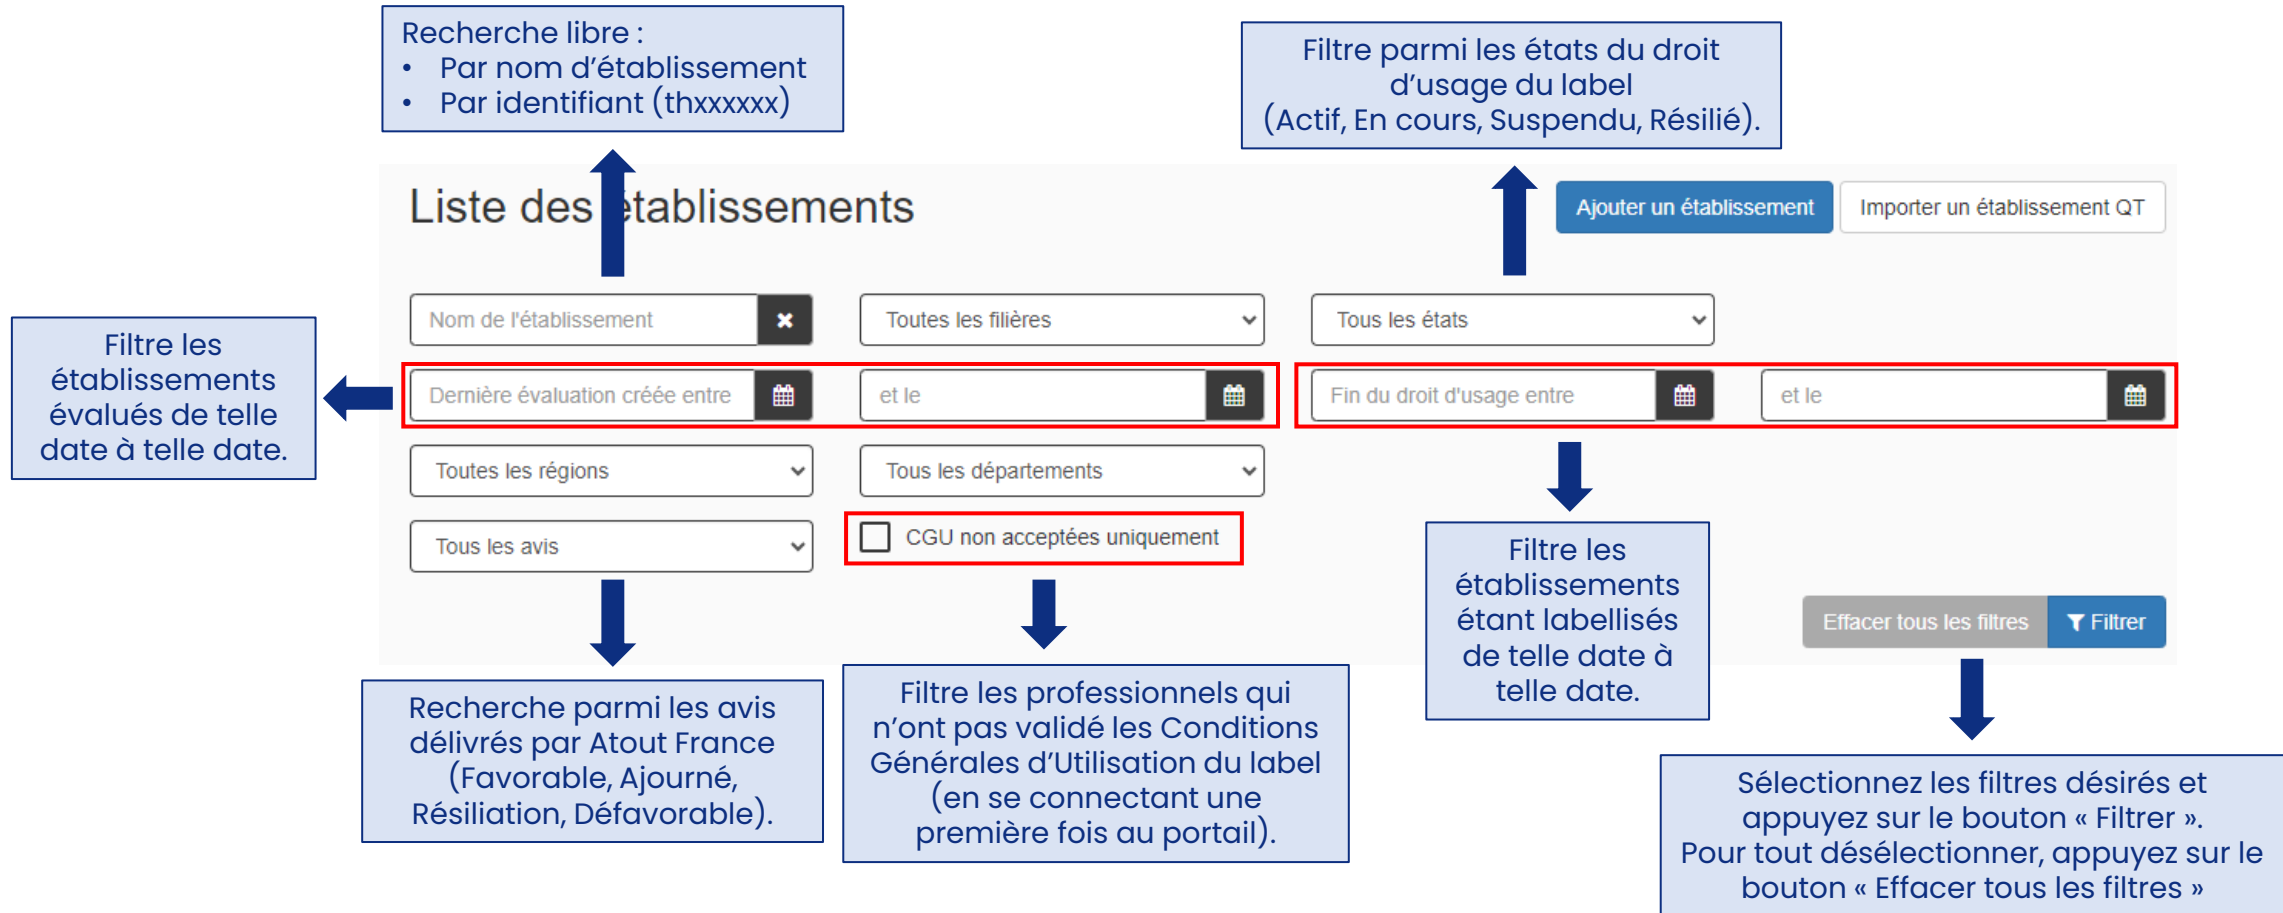 Recherche libre :
• Par nom d’établissement
• Par identifiant (thxxxxxx)
Filtre parmi les états du droit
d’usage du label
(Actif, En cours, Suspendu, Résilié).
Liste des établissements
Ajouter un établissement
Importer un établissement QT
Nom de l'établissement
Toutes les filières
Tous les états
Filtre les
établissements
évalués de telle
date à telle date.
Dernière évaluation créée entre
et le
Fin du droit d'usage entre
et le
Toutes les régions
Tous les départements
Tous les avis
CGU non acceptées uniquement
Filtre les
établissements
étant labellisés
de telle date à
telle date.
Effacer tous les filtres
Filtrer
Recherche parmi les avis
délivrés par Atout France
(Favorable, Ajourné,
Résiliation, Défavorable).
Filtre les professionnels qui
n’ont pas validé les Conditions
Générales d’Utilisation du label
(en se connectant une
première fois au portail).
Sélectionnez les filtres désirés et
appuyez sur le bouton « Filtrer ».
Pour tout désélectionner, appuyez sur le
bouton « Effacer tous les filtres »